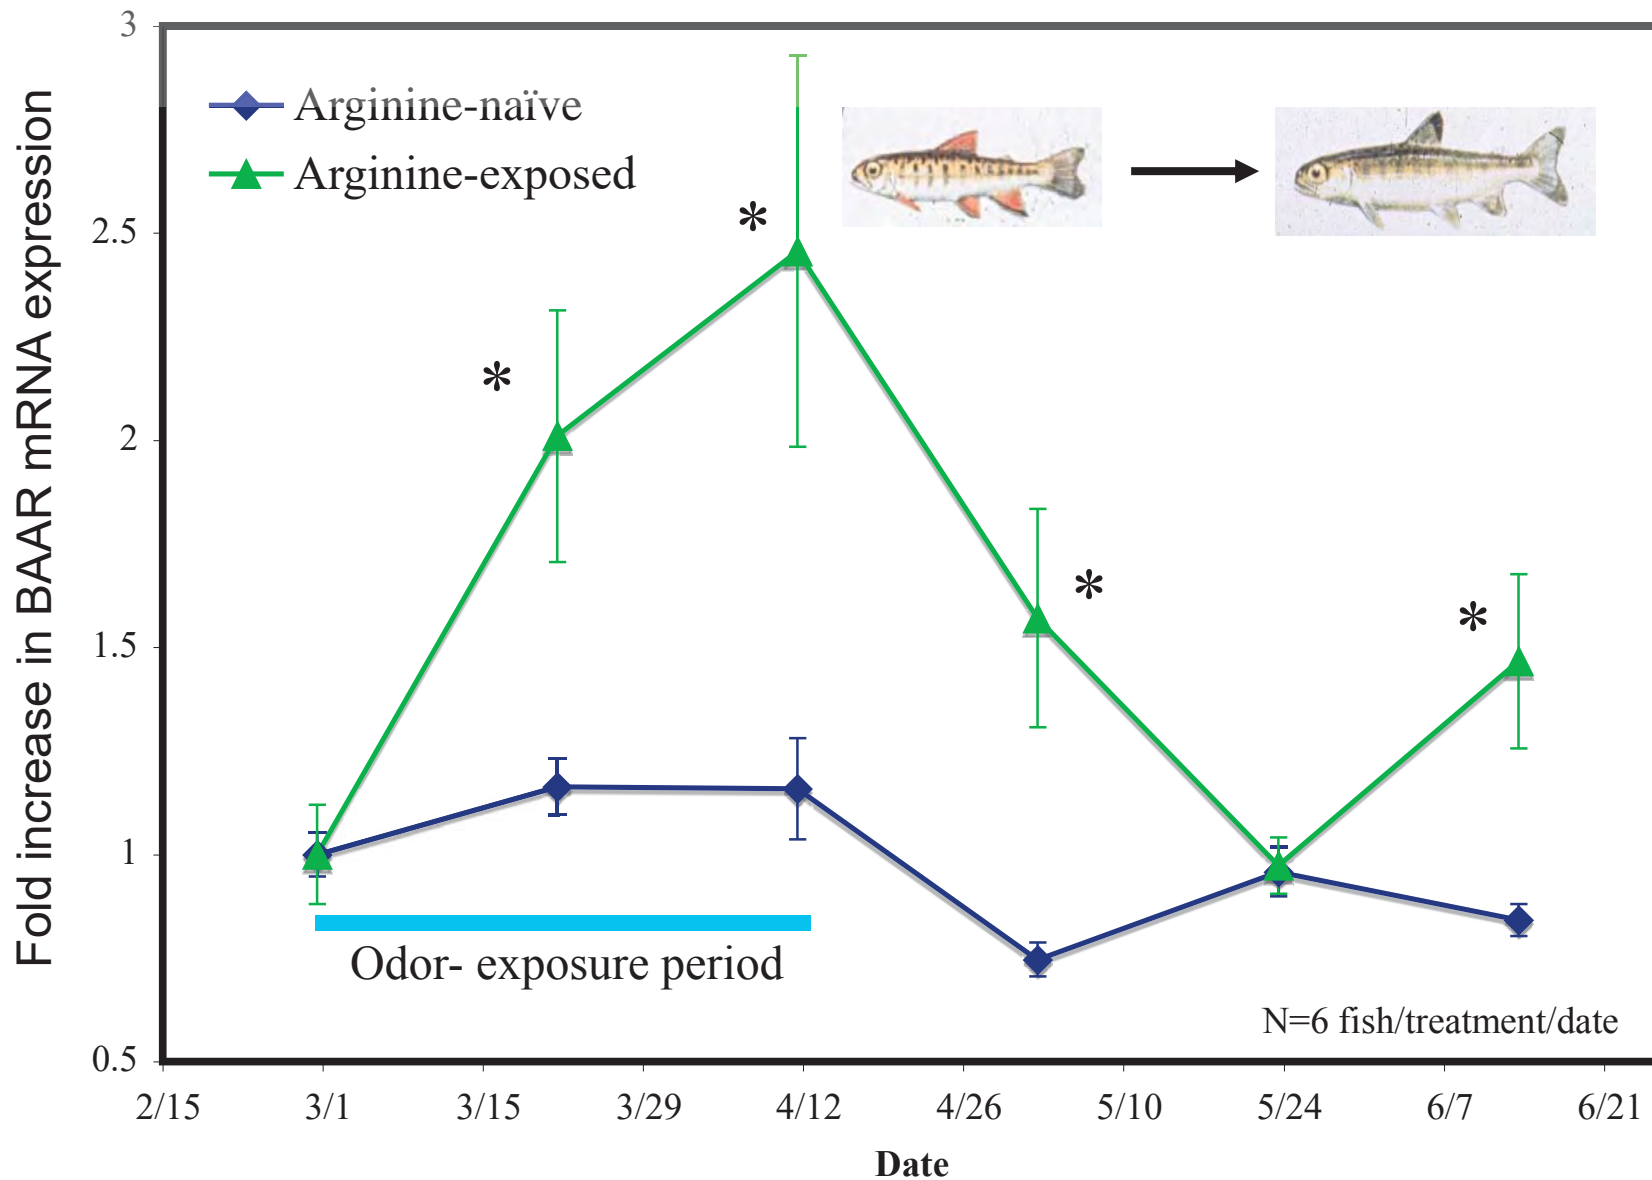 Fold increase in BAAR mRNA expression
3
2.5
2
1.5
1
0.5
Arginine-naïve
Arginine-exposed
*
*
*
*
Odor- exposure period
N=6 fish/treatment/date
2/15 3/1 3/15 3/29 4/12 4/26 5/10 5/24 6/7 6/21
Date